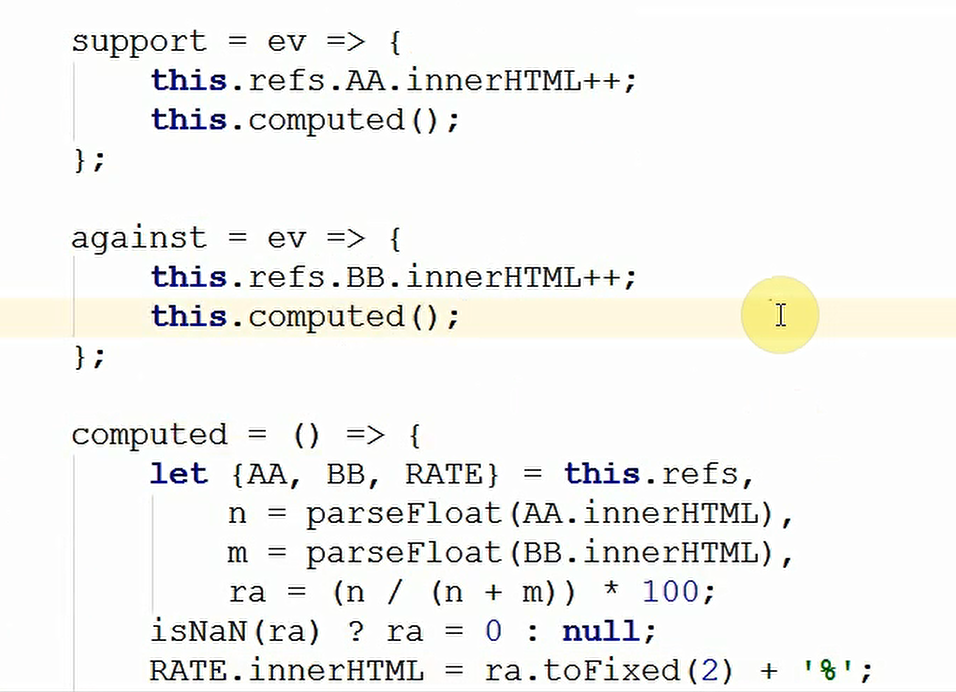 support = ev => {
    this.refs.AA.innerHTML++;
    this.computed();
};
against = ev => {
    this.refs.BB.innerHTML++;
    this.computed();
};
computed = () => {
    let {AA, BB, RATE} = this.refs,
        n = parseFloat(AA.innerHTML),
        m = parseFloat(BB.innerHTML),
        ra = (n / (n + m)) * 100;
    isNaN(ra) ? ra = 0 : null;
    RATE.innerHTML = ra.toFixed(2) + '%';